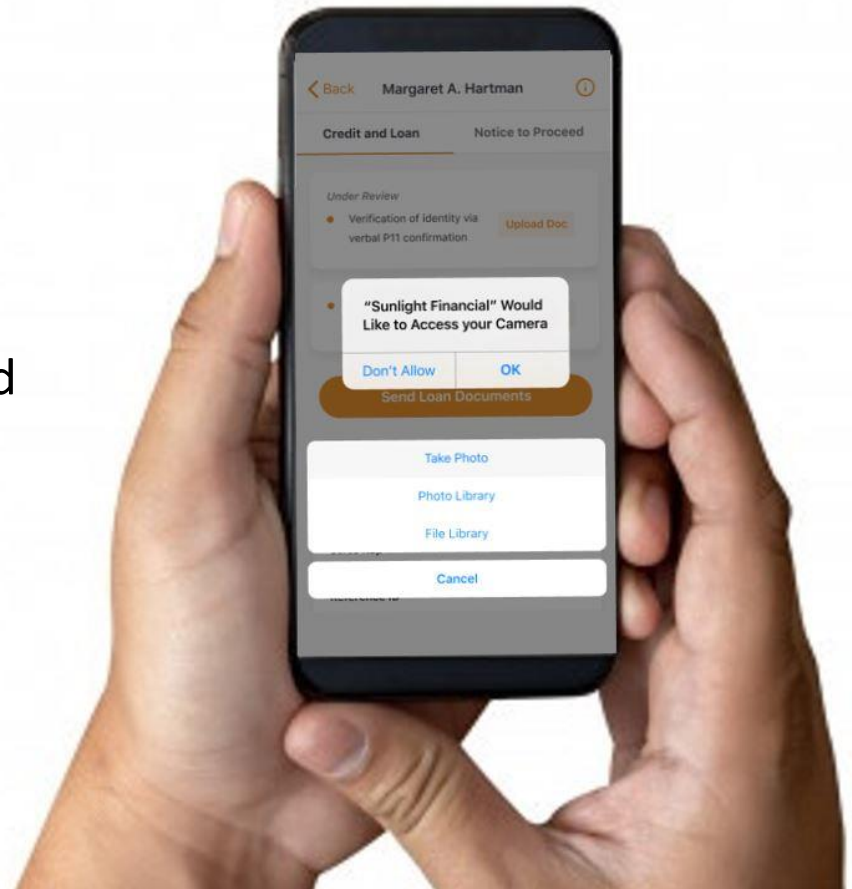 Back Margaret A. Hartman
Credit and Loan Notice to Proceed
Under Review
Verification of identity via
verbal P11 confirmation
Upload Doc
“Sunlight Financial” Would
Like to Access your Camera
Don't Allow OK
Send Loan Documents
Take Photo
Photo Library
File Library
Cancel
Reference ID
d